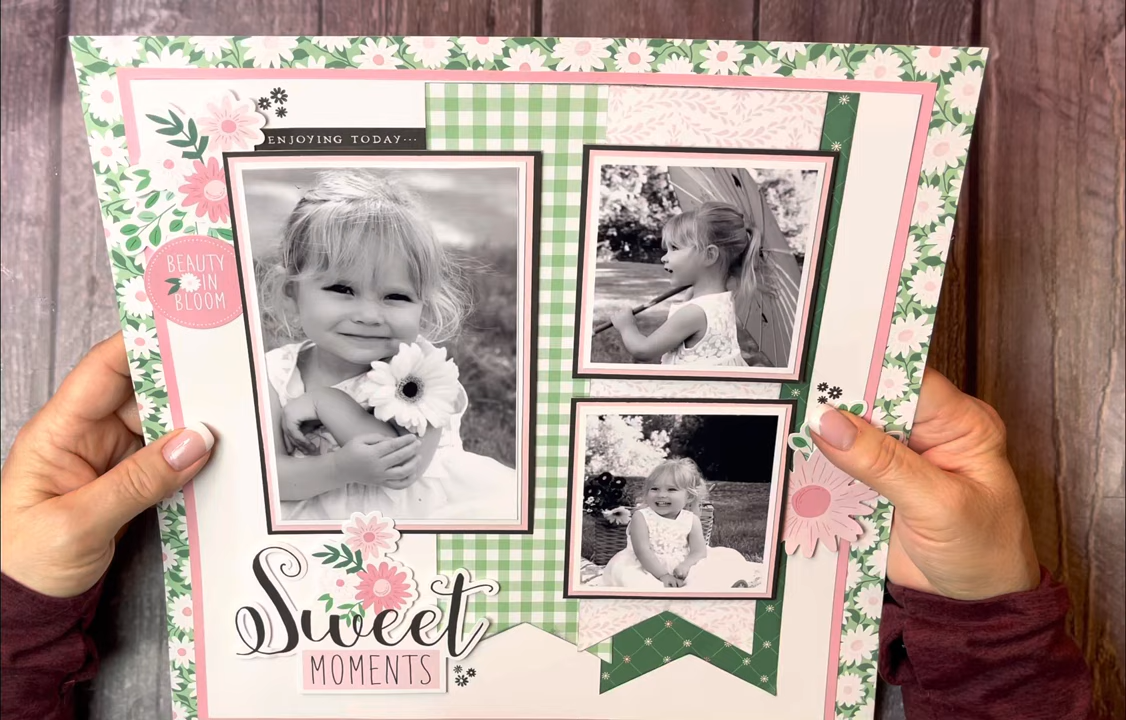 ENJOYING TODAY...
BEAUTY
IN
BLOOM
Sweet
MOMENTS